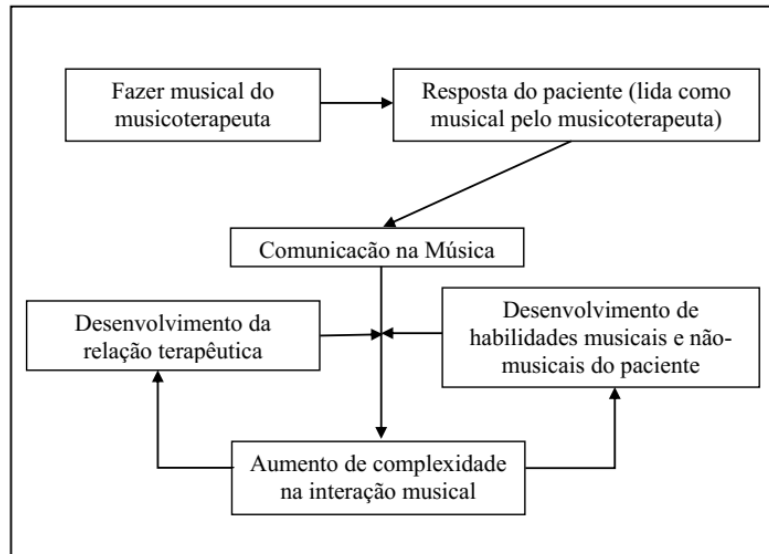 Fazer musical do
musicoterapeuta
Resposta do paciente (lida como
musical pelo musicoterapeuta)
Comunicação na Música
Desenvolvimento da
relação terapêutica
Desenvolvimento de
habilidades musicais e não-
musicais do paciente
Aumento de complexidade
na interação musical